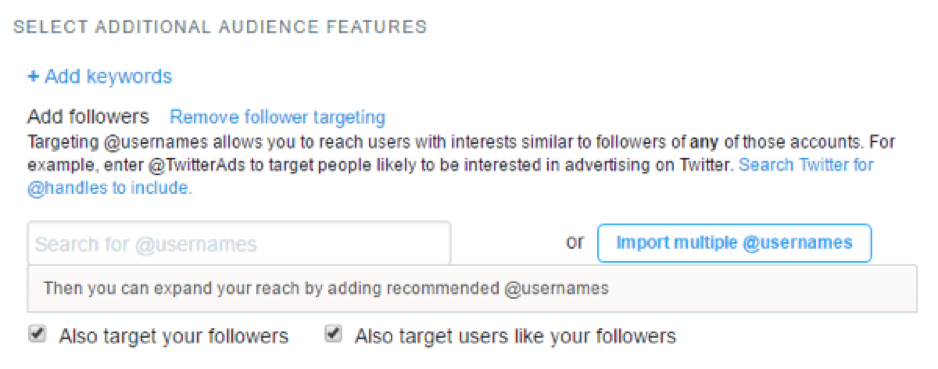 SELECT ADDITIONAL AUDIENCE FEATURES
+ Add keywords
Add followers Remove follower targeting
Targeting @usernames allows you to reach users with interests similar to followers of any of those accounts. For
example, enter @TwitterAds to target people likely to be interested in advertising on Twitter. Search Twitter for
@handles to include.
Search for @usernames or Import multiple @usernames
Then you can expand your reach by adding recommended @usernames
Also target your followers Also target users like your followers